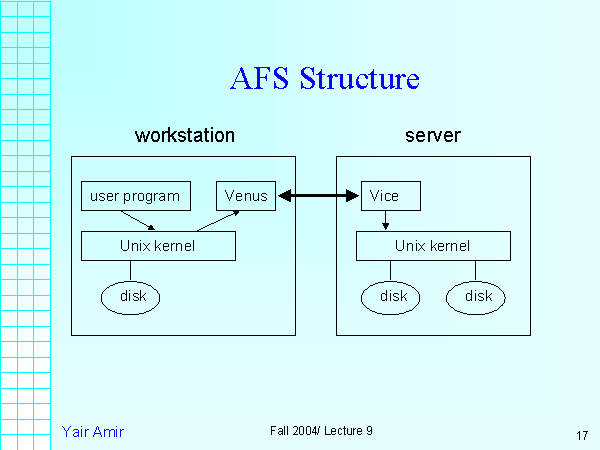 AFS Structure
workstation server
user program Venus Vice
Unix kernel Unix kernel
disk disk disk
Yair Amir Fall 2004/ Lecture 9 17